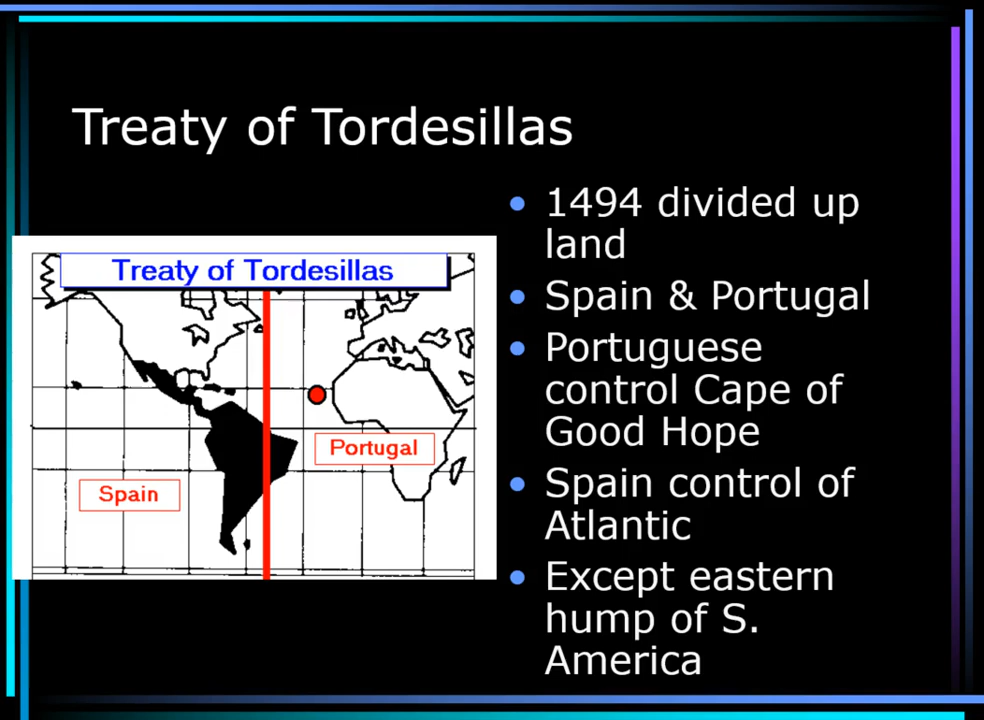 Treaty of Tordesillas
Treaty of Tordesillas
Spain
Portugal
• 1494 divided up
land
• Spain & Portugal
• Portuguese
control Cape of
Good Hope
• Spain control of
Atlantic
• Except eastern
hump of S.
America